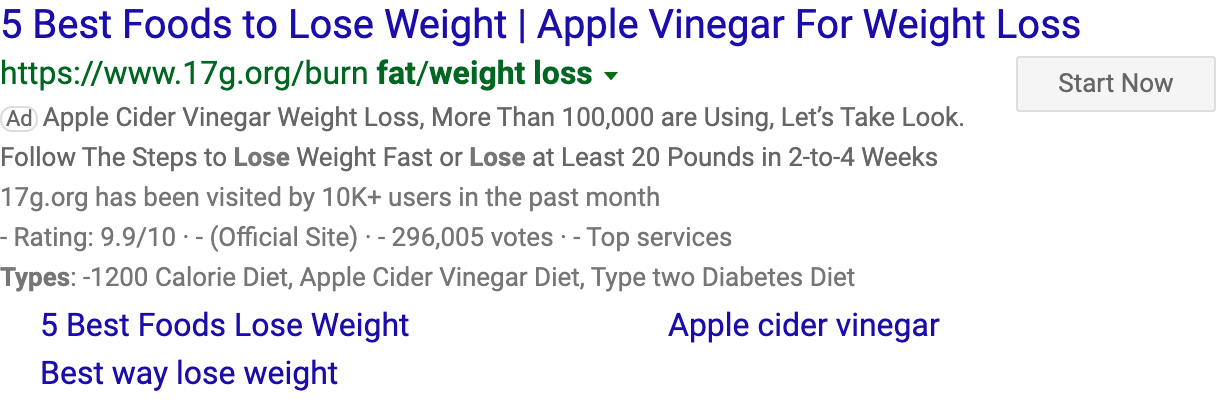 5 Best Foods to Lose Weight | Apple Vinegar For Weight Loss
https://www.17g.org/burn fat/weight loss
Start Now
Ad Apple Cider Vinegar Weight Loss, More Than 100,000 are Using, Let’s Take Look.
Follow The Steps to Lose Weight Fast or Lose at Least 20 Pounds in 2-to-4 Weeks
17g.org has been visited by 10K+ users in the past month
- Rating: 9.9/10 · - (Official Site) · - 296,005 votes · - Top services
Types: -1200 Calorie Diet, Apple Cider Vinegar Diet, Type two Diabetes Diet
5 Best Foods Lose Weight
Apple cider vinegar
Best way lose weight